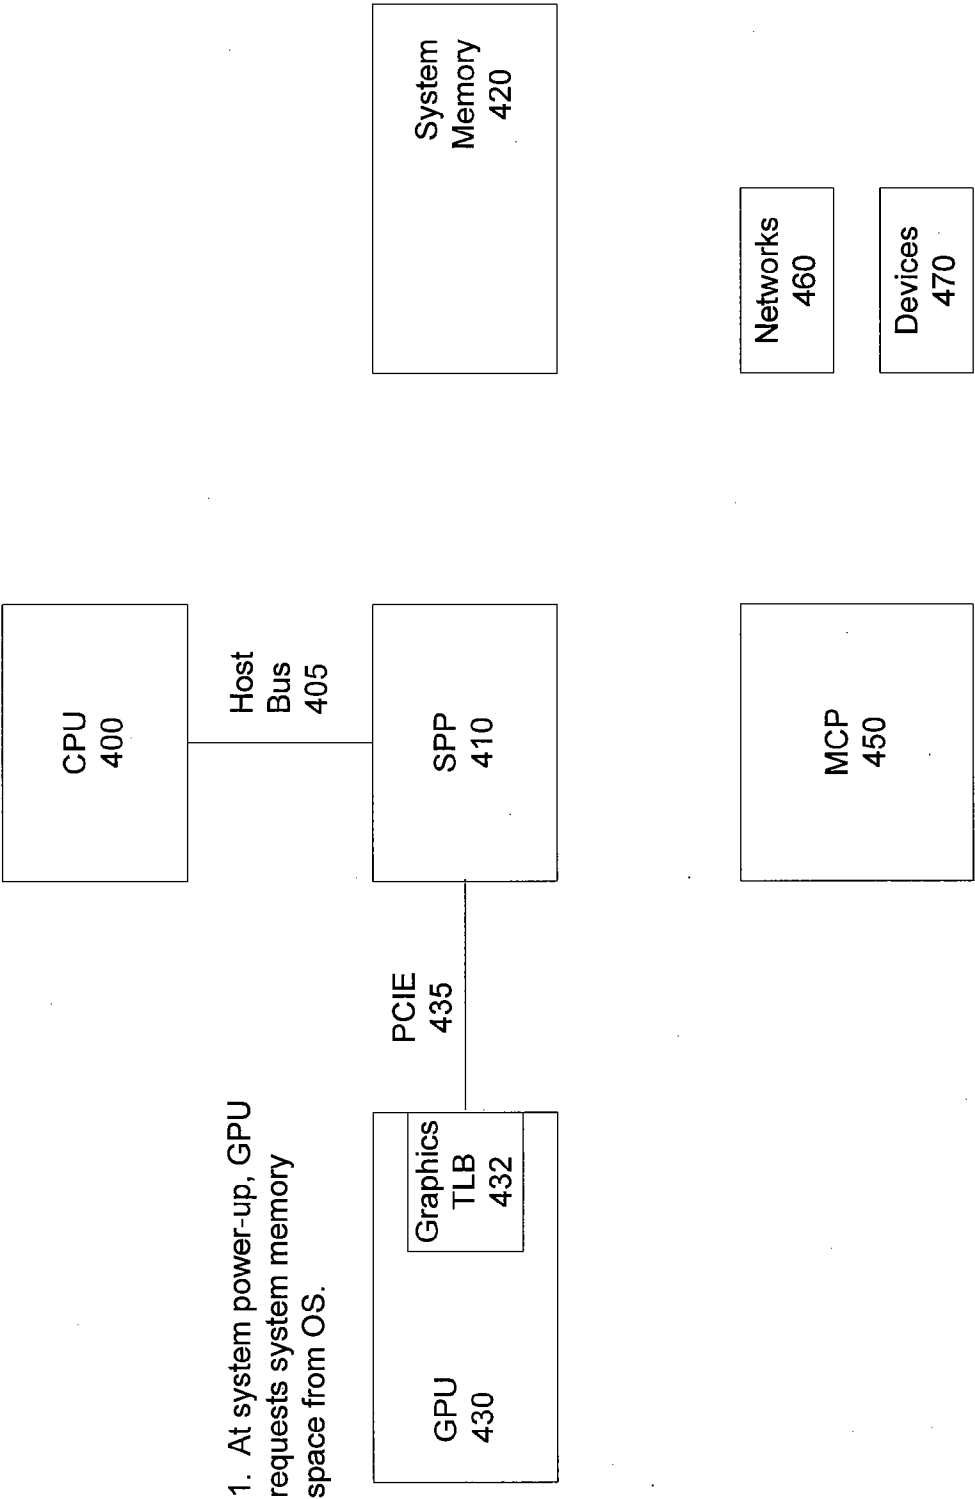 CPU
400
Host
Bus
405
1. At system power-up, GPU
requests system memory
space from OS.
GPU
430
Graphics
TLB
432
PCIE
435
SPP
410
System
Memory
420
MCP
450
Networks
460
Devices
470